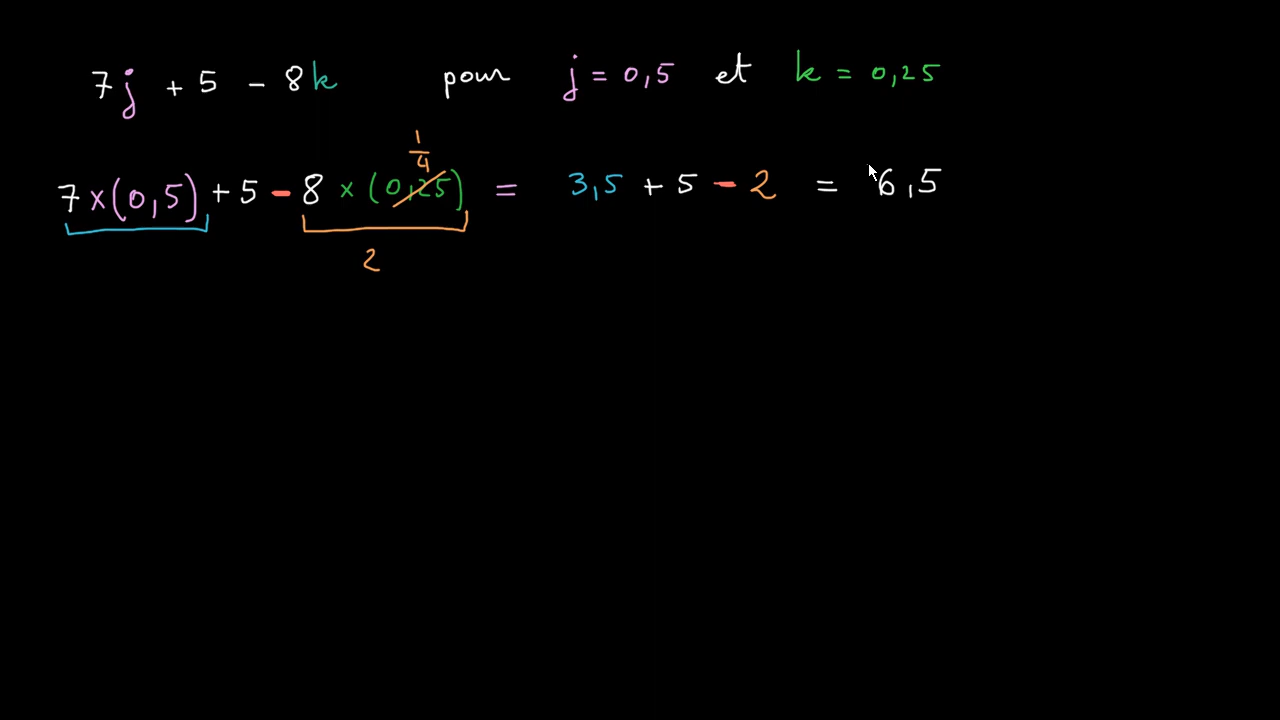 7j + 5 - 8k pour j = 0,5 et k = 0,25
1/4
7 × (0,5) + 5 - 8 × (0,25) = 3,5 + 5 - 2 = 6,5
2